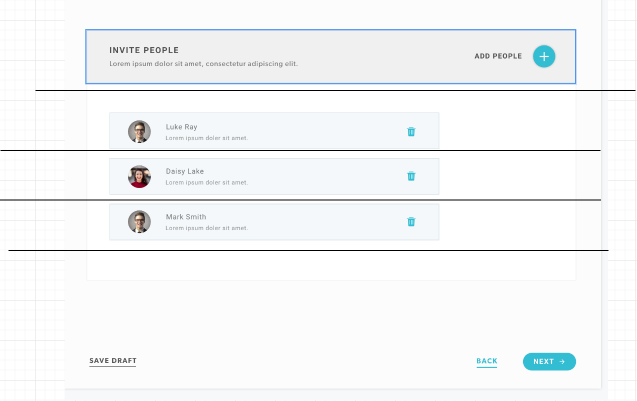 INVITE PEOPLE
Lorem ipsum dolor sit amet, consectetur adipiscing elit.
ADD PEOPLE
Luke Ray
Lorem ipsum dolor sit amet.
Daisy Lake
Lorem ipsum dolor sit amet.
Mark Smith
Lorem ipsum dolor sit amet.
SAVE DRAFT
BACK
NEXT →